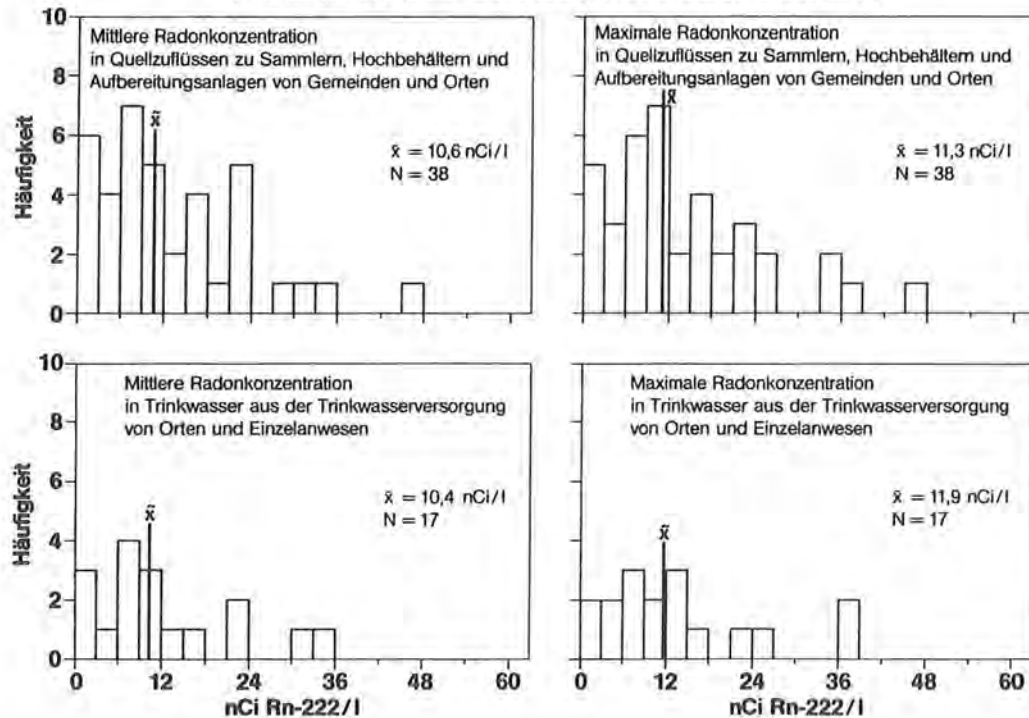 10
8
6
4
2
0
Häufigkeit
Mittlere Radonkonzentration
in Quellzuflüssen zu Sammlern, Hochbehältern und
Aufbereitungsanlagen von Gemeinden und Orten
x̃
x̃ = 10,6 nCi/l
N = 38
Maximale Radonkonzentration
in Quellzuflüssen zu Sammlern, Hochbehältern und
Aufbereitungsanlagen von Gemeinden und Orten
x̃
x̃ = 11,3 nCi/l
N = 38
10
8
6
4
2
0
Häufigkeit
Mittlere Radonkonzentration
in Trinkwasser aus der Trinkwasserversorgung
von Orten und Einzelanwesen
x̃
x̃ = 10,4 nCi/l
N = 17
0 12 24 36 48 60
nCi Rn-222/l
Maximale Radonkonzentration
in Trinkwasser aus der Trinkwasserversorgung
von Orten und Einzelanwesen
x̃
x̃ = 11,9 nCi/l
N = 17
0 12 24 36 48 60
nCi Rn-222/l